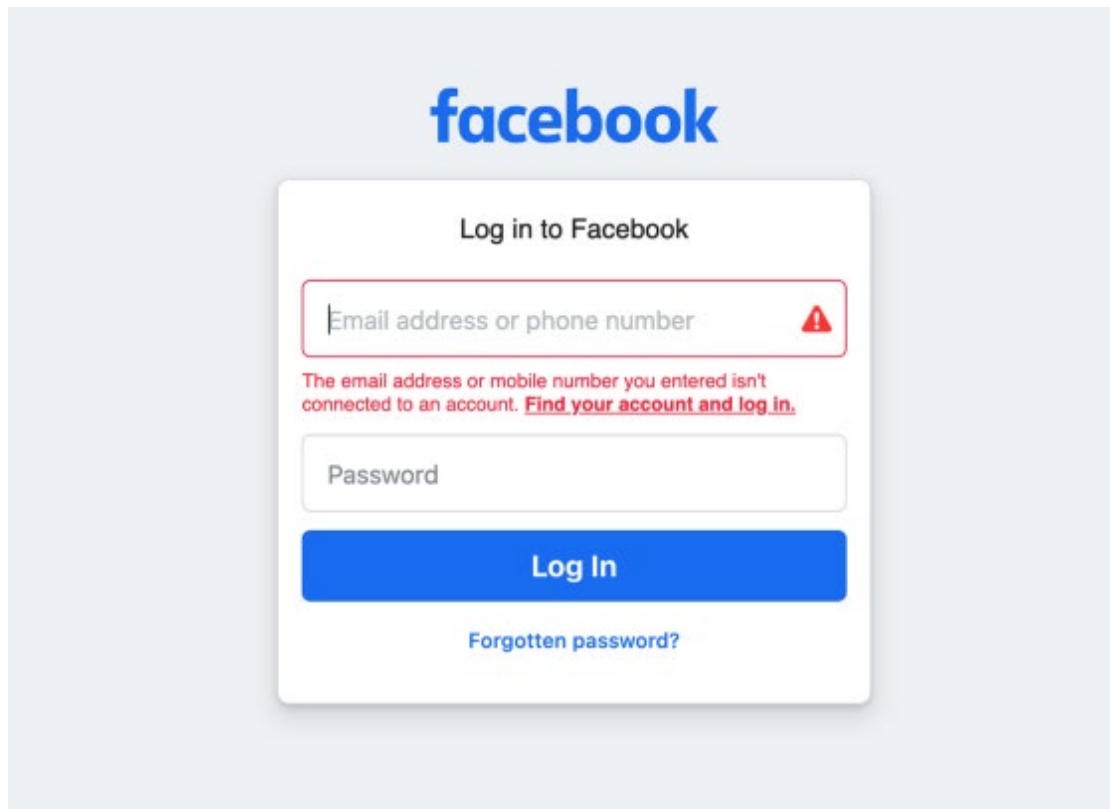 facebook
Log in to Facebook
Email address or phone number
The email address or mobile number you entered isn't
connected to an account. Find your account and log in.
Password
Log In
Forgotten password?